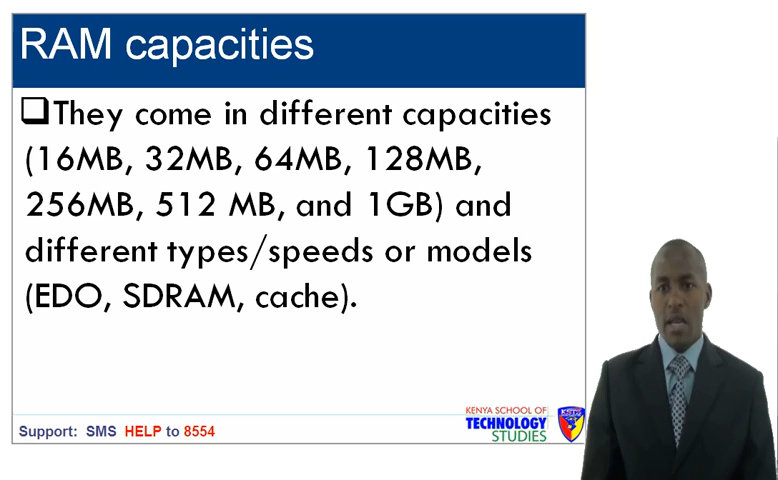 RAM capacities
They come in different capacities
(16MB, 32MB, 64MB, 128MB,
256MB, 512 MB, and 1GB) and
different types/speeds or models
(EDO, SDRAM, cache).
Support: SMS HELP to 8554
KENYA SCHOOL OF
TECHNOLOGY
STUDIES